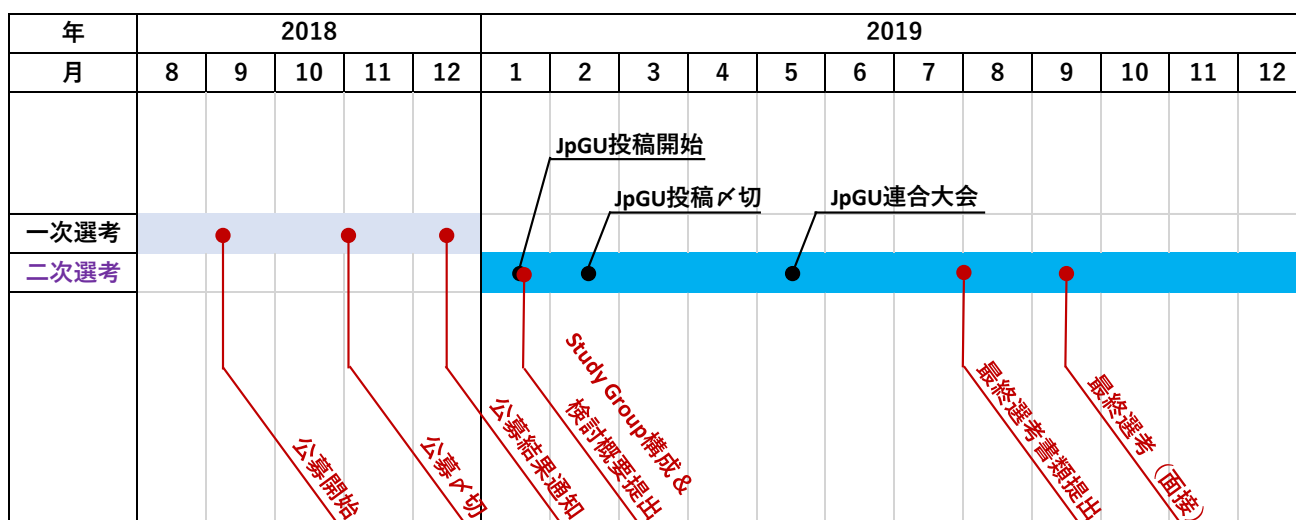 年 2018 2019
月 8 9 10 11 12 1 2 3 4 5 6 7 8 9 10 11 12
JpGU投稿開始
JpGU投稿〆切
JpGU連合大会
一次選考
二次選考
公募開始
公募〆切
公募結果通知
Study Group構成&
検討概要提出
最終選考書類提出
最終選考（面接）